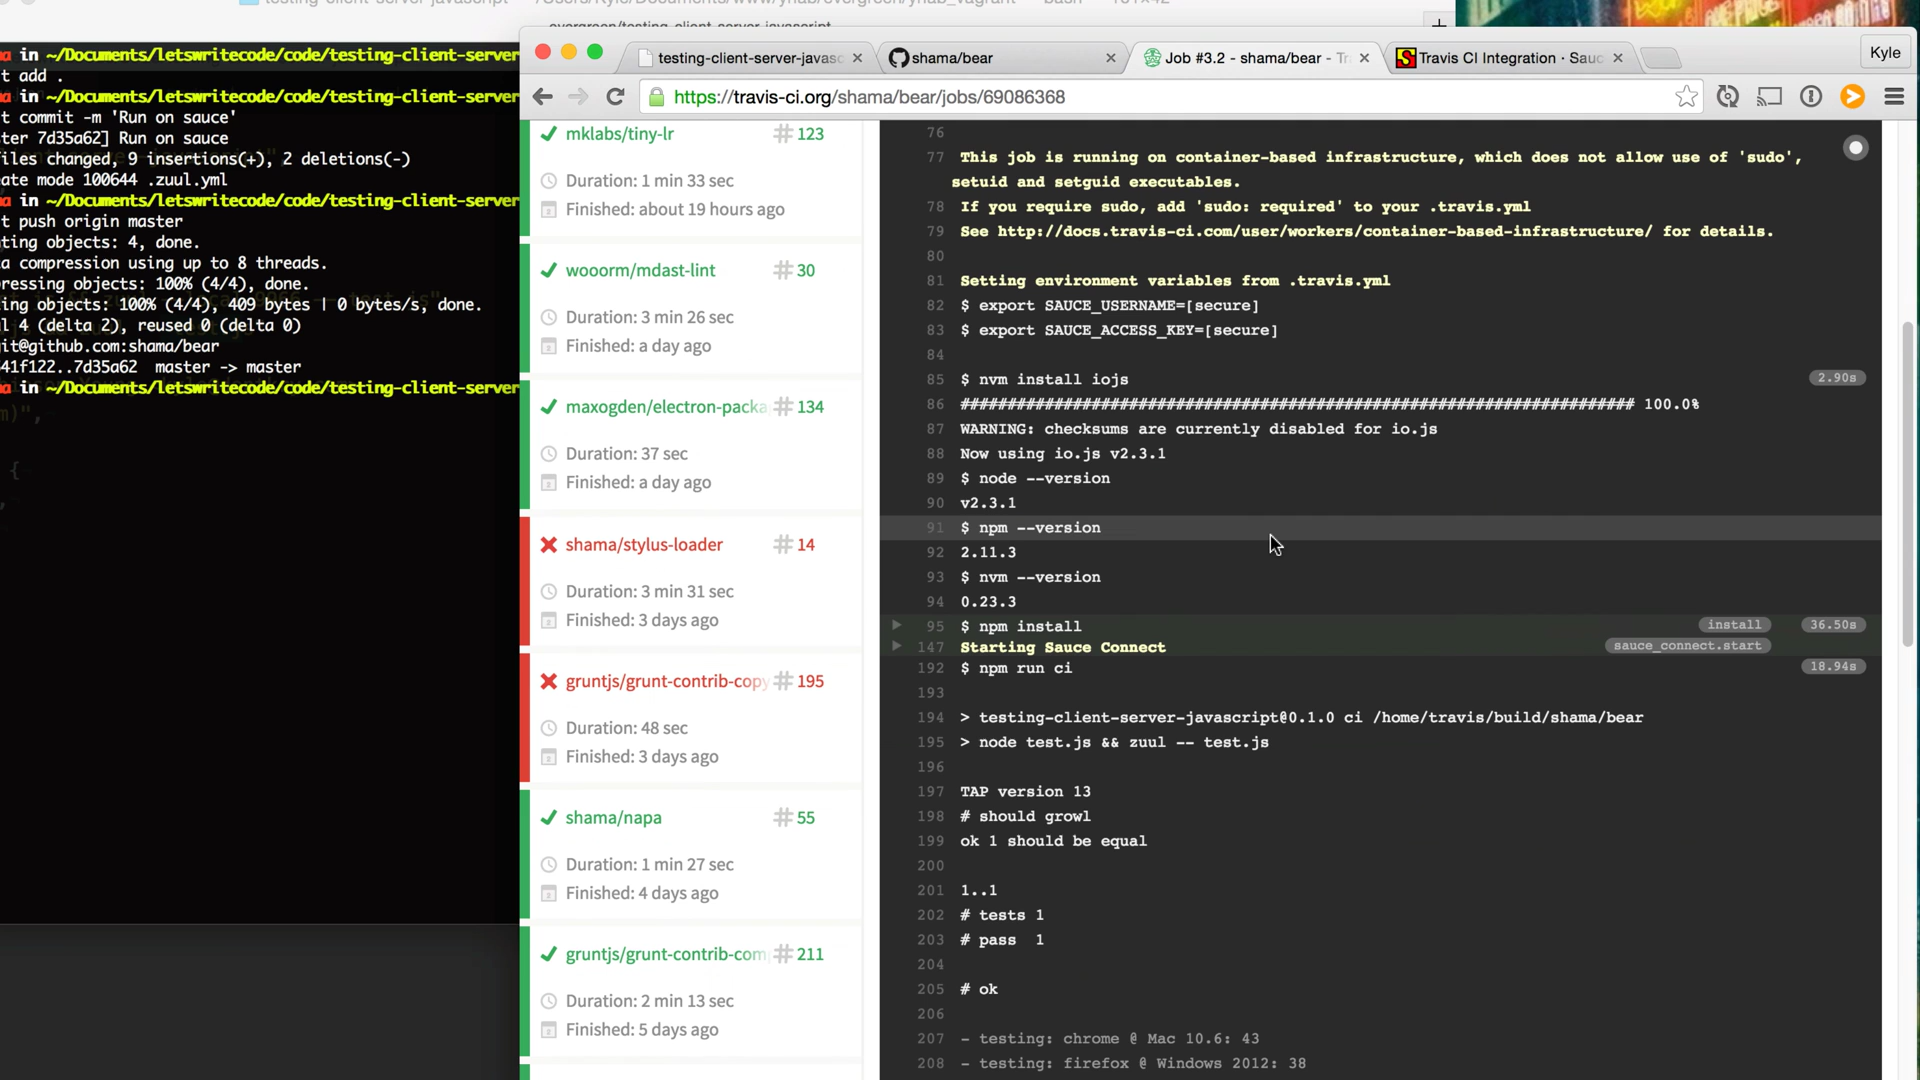 a in ~/Documents/letswritecode/code/testing-client-server
t add .
a in ~/Documents/letswritecode/code/testing-client-server
t commit -m 'Run on sauce'
ster 7d35a62] Run on sauce
files changed, 9 insertions(+), 2 deletions(-)
ate mode 100644 .zuul.yml
a in ~/Documents/letswritecode/code/testing-client-server
t push origin master
ting objects: 4, done.
a compression using up to 8 threads.
ressing objects: 100% (4/4), done.
ing objects: 100% (4/4), 409 bytes | 0 bytes/s, done.
l 4 (delta 2), reused 0 (delta 0)
it@github.com:shama/bear
41f122..7d35a62 master -> master
a in ~/Documents/letswritecode/code/testing-client-server
testing-client-server-javasc
shama/bear
Job #3.2 - shama/bear - Tr
Travis CI Integration · Sauc
Kyle
https://travis-ci.org/shama/bear/jobs/69086368
mklabs/tiny-lr # 123
Duration: 1 min 33 sec
Finished: about 19 hours ago
wooorm/mdast-lint # 30
Duration: 3 min 26 sec
Finished: a day ago
maxogden/electron-packa # 134
Duration: 37 sec
Finished: a day ago
shama/stylus-loader # 14
Duration: 3 min 31 sec
Finished: 3 days ago
gruntjs/grunt-contrib-copy # 195
Duration: 48 sec
Finished: 3 days ago
shama/napa # 55
Duration: 1 min 27 sec
Finished: 4 days ago
gruntjs/grunt-contrib-com # 211
Duration: 2 min 13 sec
Finished: 5 days ago
76
77 This job is running on container-based infrastructure, which does not allow use of 'sudo',
setuid and setguid executables.
78 If you require sudo, add 'sudo: required' to your .travis.yml
79 See http://docs.travis-ci.com/user/workers/container-based-infrastructure/ for details.
80
81 Setting environment variables from .travis.yml
82 $ export SAUCE_USERNAME=[secure]
83 $ export SAUCE_ACCESS_KEY=[secure]
84
85 $ nvm install iojs 2.90s
86 ######################################################################## 100.0%
87 WARNING: checksums are currently disabled for io.js
88 Now using io.js v2.3.1
89 $ node --version
90 v2.3.1
91 $ npm --version
92 2.11.3
93 $ nvm --version
94 0.23.3
95 $ npm install install 36.50s
147 Starting Sauce Connect sauce_connect.start
192 $ npm run ci 18.94s
193
194 > testing-client-server-javascript@0.1.0 ci /home/travis/build/shama/bear
195 > node test.js && zuul -- test.js
196
197 TAP version 13
198 # should growl
199 ok 1 should be equal
200
201 1..1
202 # tests 1
203 # pass 1
204
205 # ok
206
207 - testing: chrome @ Mac 10.6: 43
208 - testing: firefox @ Windows 2012: 38